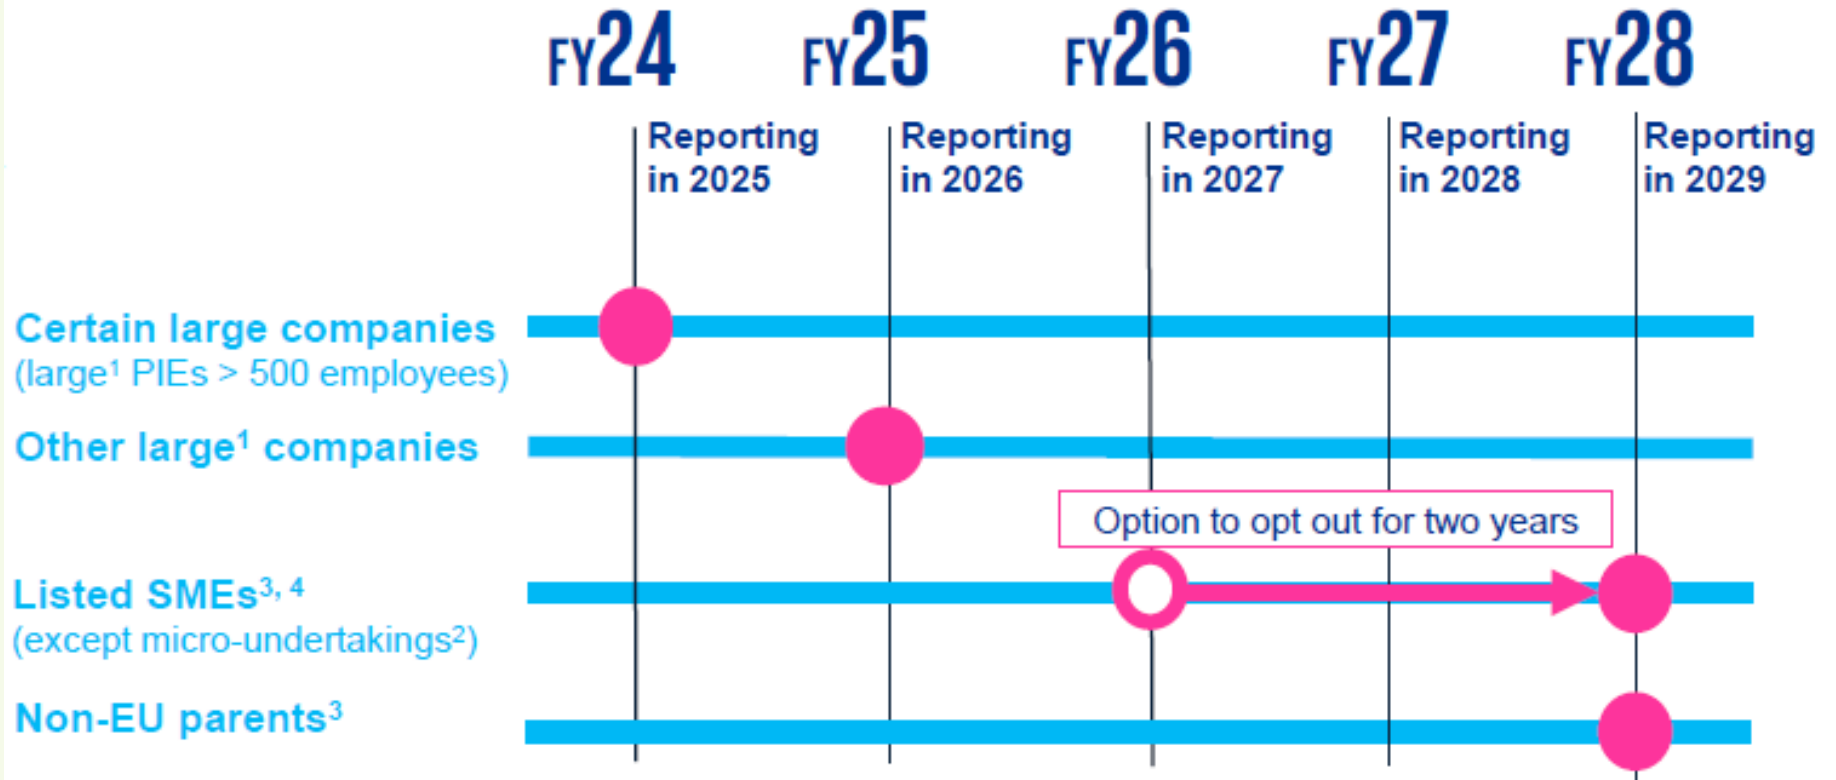 FY24 FY25 FY26 FY27 FY28
Reporting in 2025
Reporting in 2026
Reporting in 2027
Reporting in 2028
Reporting in 2029
Certain large companies
(large¹ PIEs > 500 employees)
Other large¹ companies
Option to opt out for two years
Listed SMEs³, ⁴
(except micro-undertakings²)
Non-EU parents³